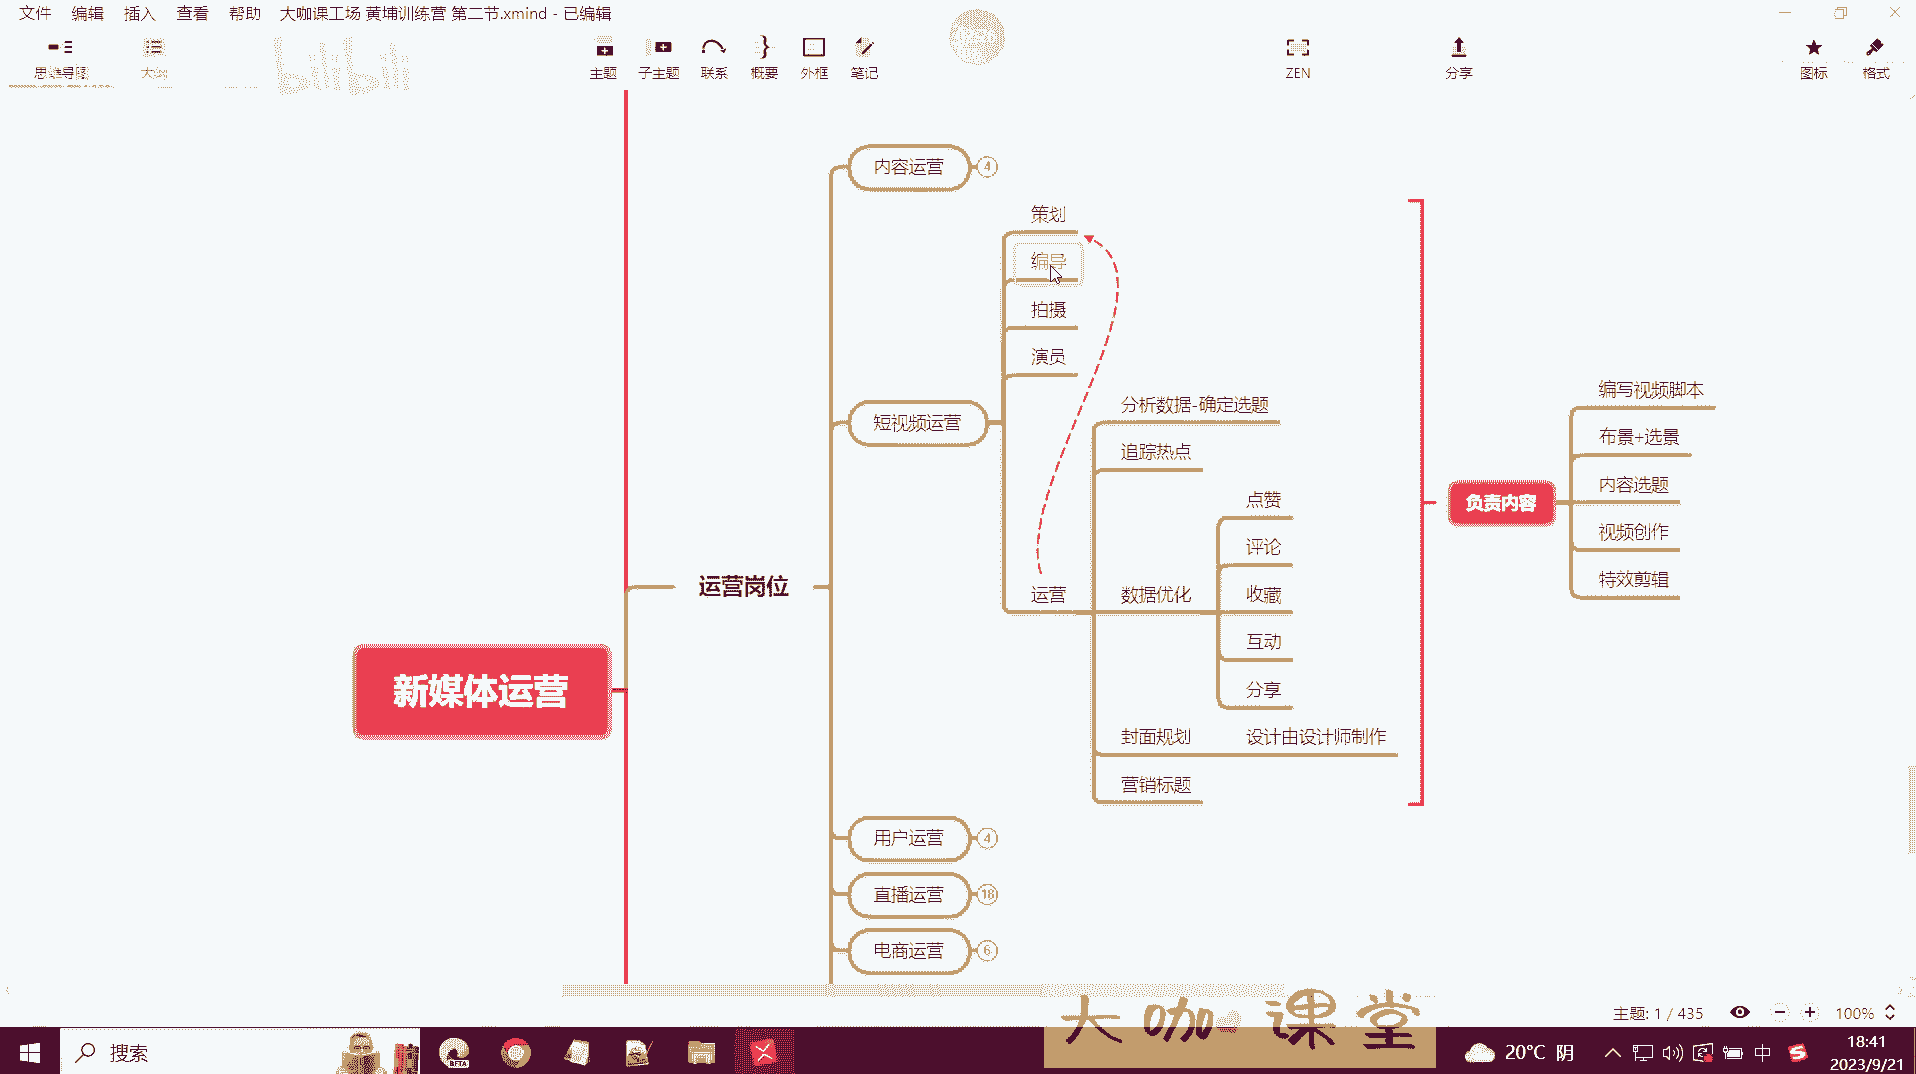 文件 编辑 插入 查看 帮助 大咖课工场 黄埔训练营 第二节.xmind - 已编辑
思维导图 大纲 bilibili 主题 子主题 联系 概要 外框 笔记 ZEN 分享 图标 格式
内容运营 4
策划
编导
拍摄
演员
短视频运营
分析数据-确定选题
追踪热点
点赞
评论
运营 数据优化 收藏
互动
分享
封面规划 设计由设计师制作
营销标题
负责内容
编写视频脚本
布景+选景
内容选题
视频创作
特效剪辑
运营岗位
新媒体运营
用户运营 4
直播运营 18
电商运营 6
大咖课堂
主题: 1 / 435 100%
搜索 BETA 20°C 阴 中 18:41
2023/9/21